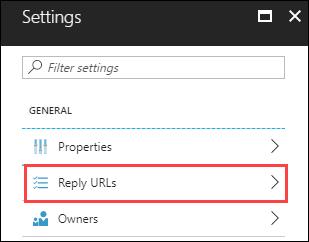 Settings
Filter settings
GENERAL
Properties
Reply URLs
Owners